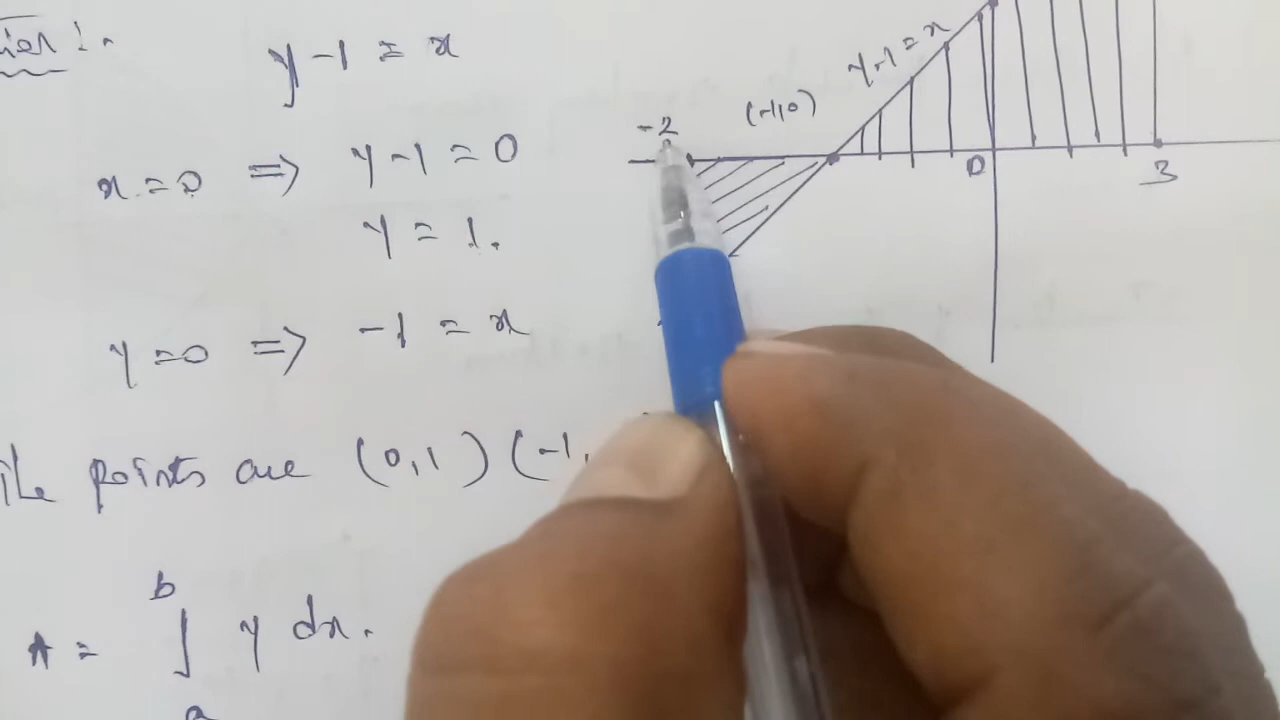 y-1 = x
x=0 ⇒ y-1=0
y = 1.
y=0 ⇒ -1 = x
The points are (0,1) (-1,
A = ∫ y dx.
b
y-1=x
(-1,0)
-2
0
3